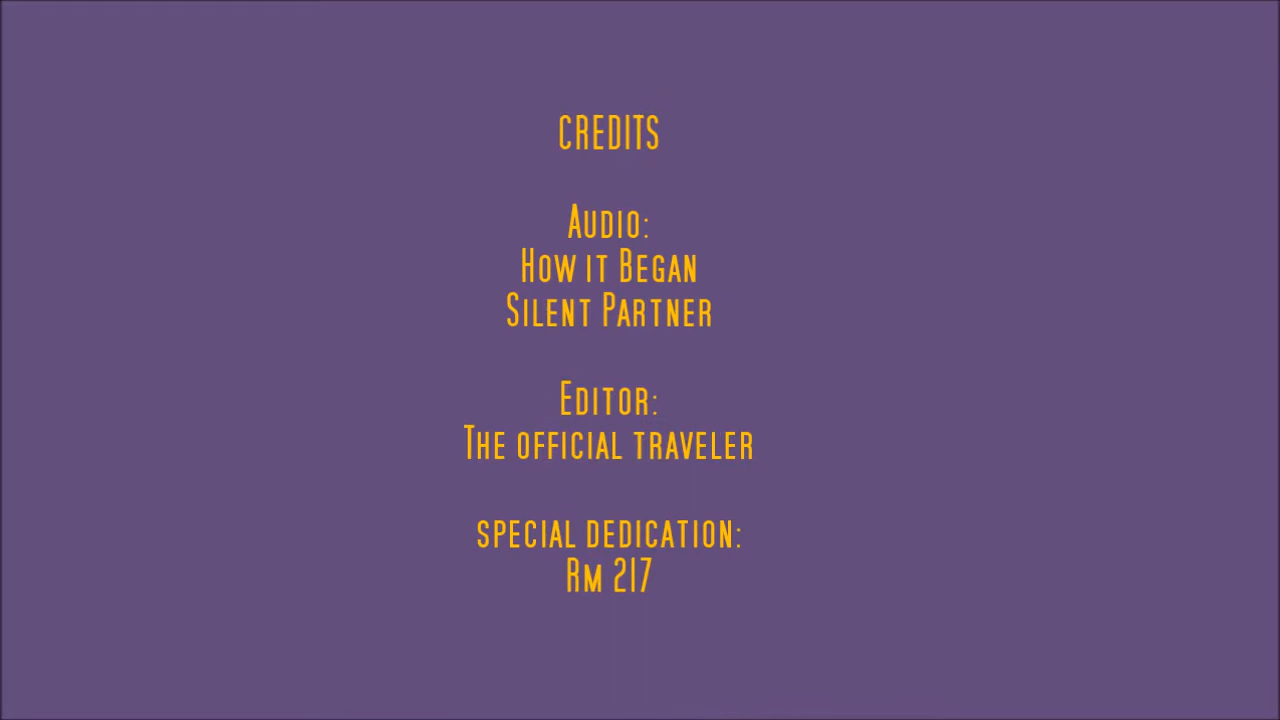 CREDITS
Audio:
How it Began
Silent Partner
Editor:
The official traveler
special dedication:
Rm 217